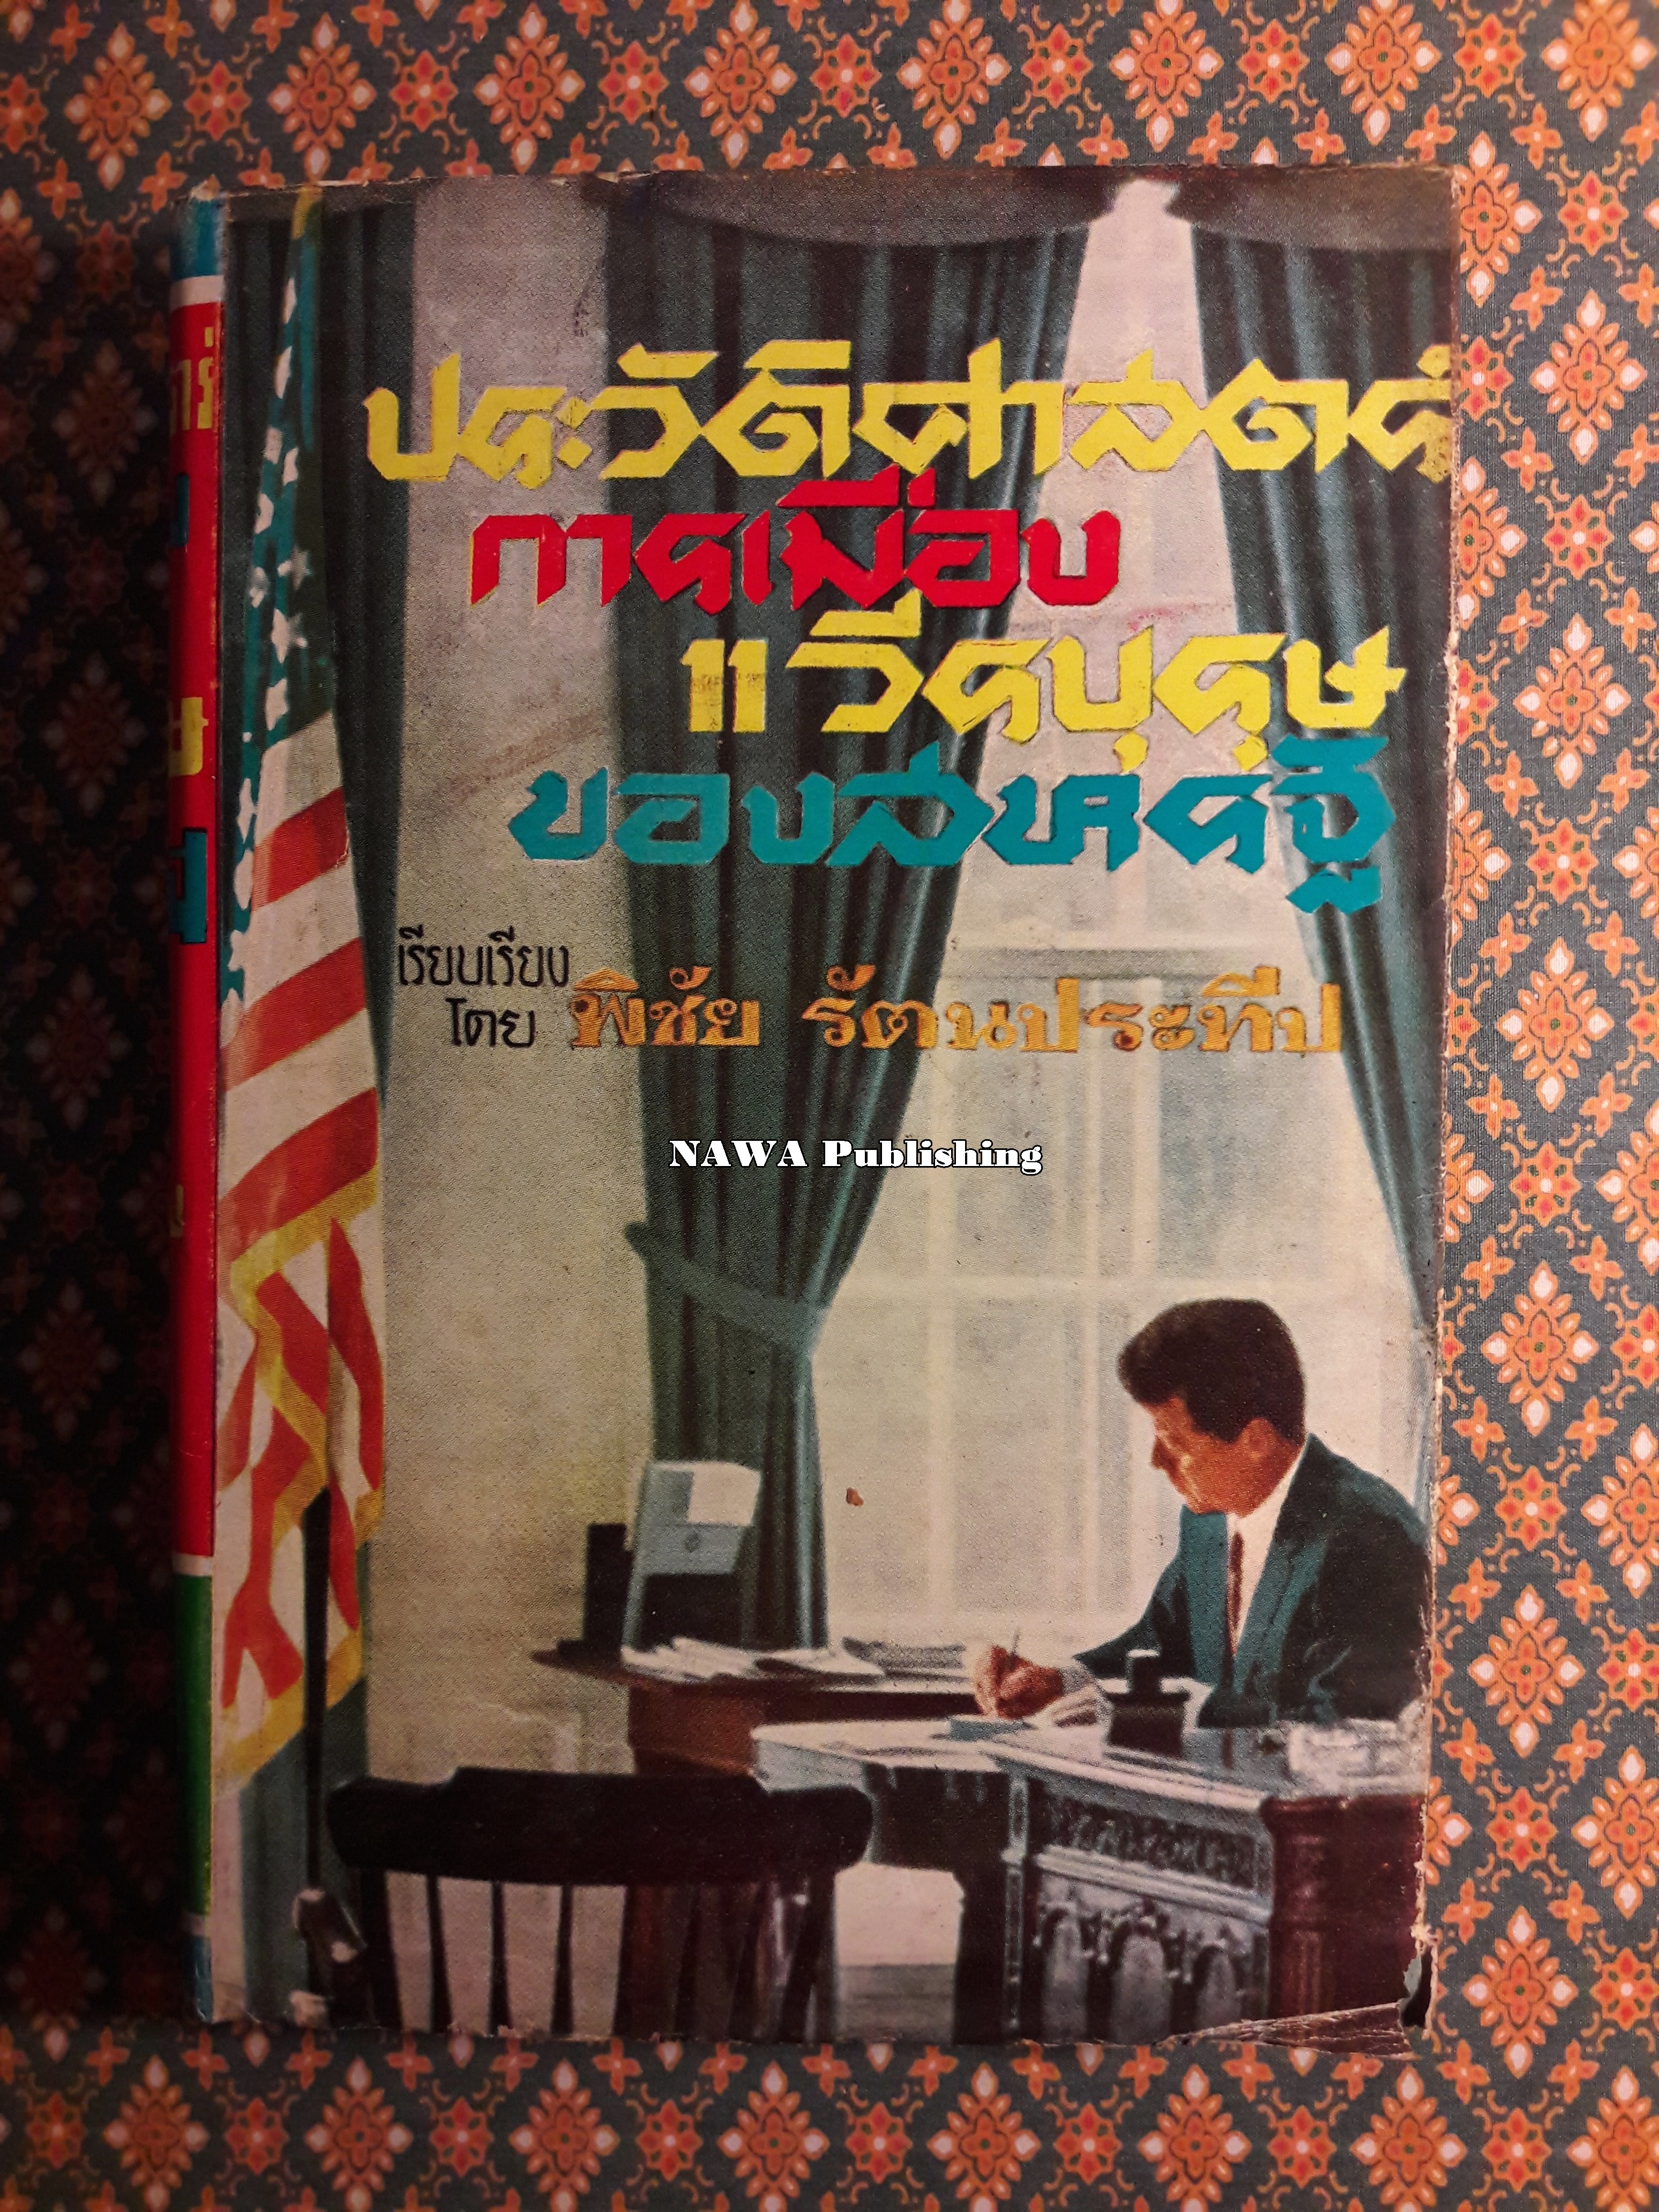 ประวัติศาสตร์
การเมือง
11 วีรบุรุษ
ของสหรัฐ
เรียบเรียง
โดย พิชัย รัตนประทีป
NAWA Publishing